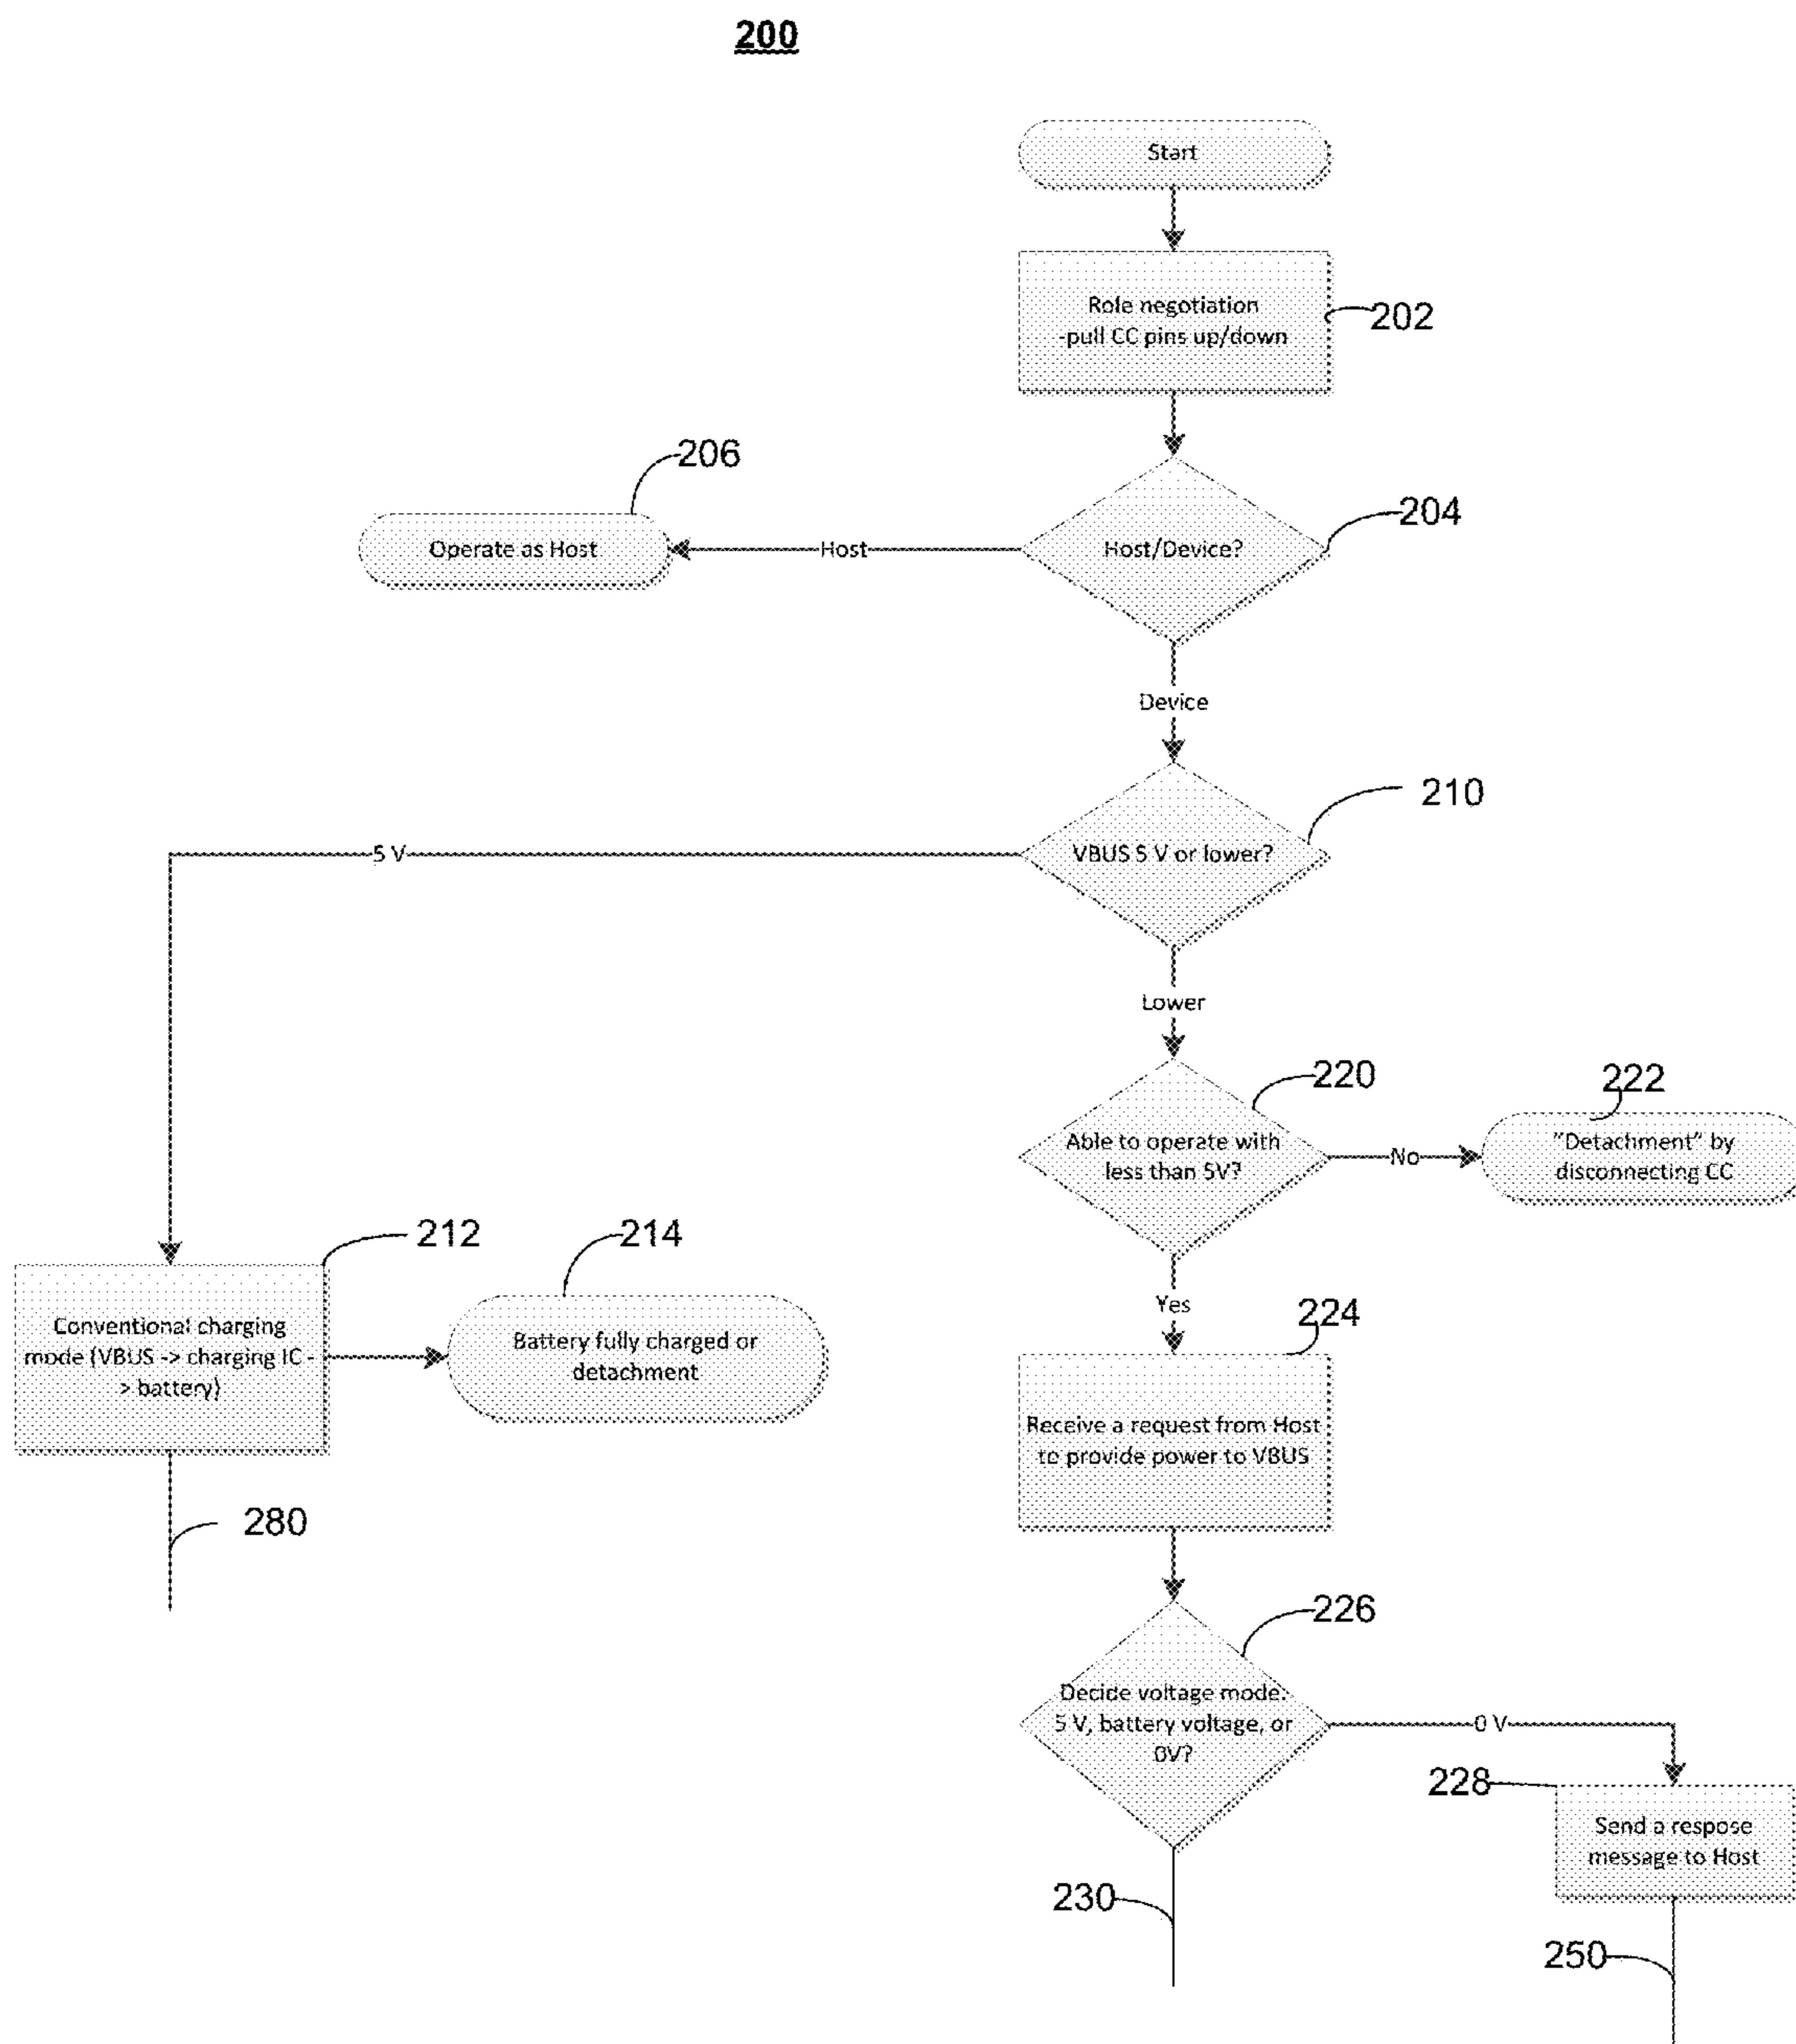 200
Start
Role negotiation
-pull CC pins up/down
202
206
204
Operate as Host
Host
Host/Device?
Device
210
5 V
VBUS 5 V or lower?
Lower
220
222
Able to operate with
less than 5V?
No
"Detachment" by
disconnecting CC
212
214
Conventional charging
mode (VBUS -> charging IC -
> battery)
Battery fully charged or
detachment
Yes
224
Receive a request from Host
to provide power to VBUS
280
226
Decide voltage mode:
5 V, battery voltage, or
0V?
0 V
228
Send a respose
message to Host
230
250